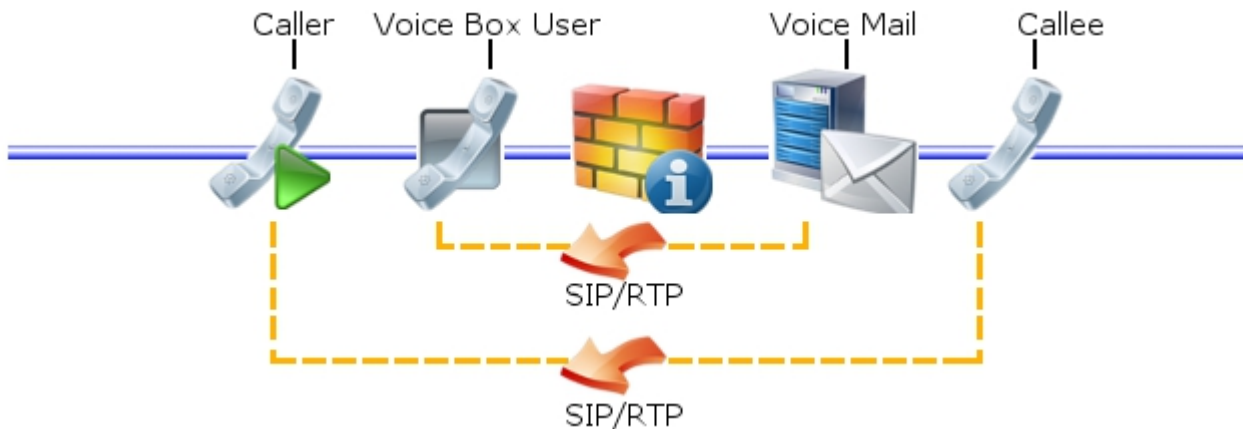 Caller
Voice Box User
Voice Mail
Callee
SIP/RTP
SIP/RTP